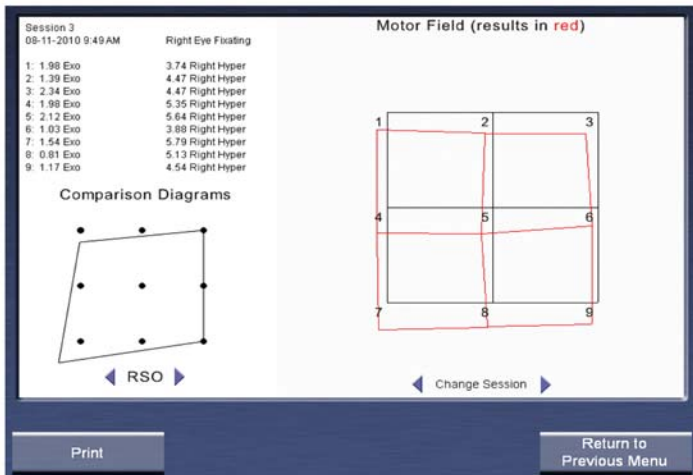 Session 3
08-11-2010 9:49 AM Right Eye Fixating
1: 1.98 Exo 3.74 Right Hyper
2: 1.39 Exo 4.47 Right Hyper
3: 2.34 Exo 4.47 Right Hyper
4: 1.98 Exo 5.35 Right Hyper
5: 2.12 Exo 5.64 Right Hyper
6: 1.03 Exo 3.88 Right Hyper
7: 1.54 Exo 5.79 Right Hyper
8: 0.81 Exo 5.13 Right Hyper
9: 1.17 Exo 4.54 Right Hyper
Comparison Diagrams
RSO
Motor Field (results in red)
1 2 3
4 5 6
7 8 9
Change Session
Print
Return to
Previous Menu